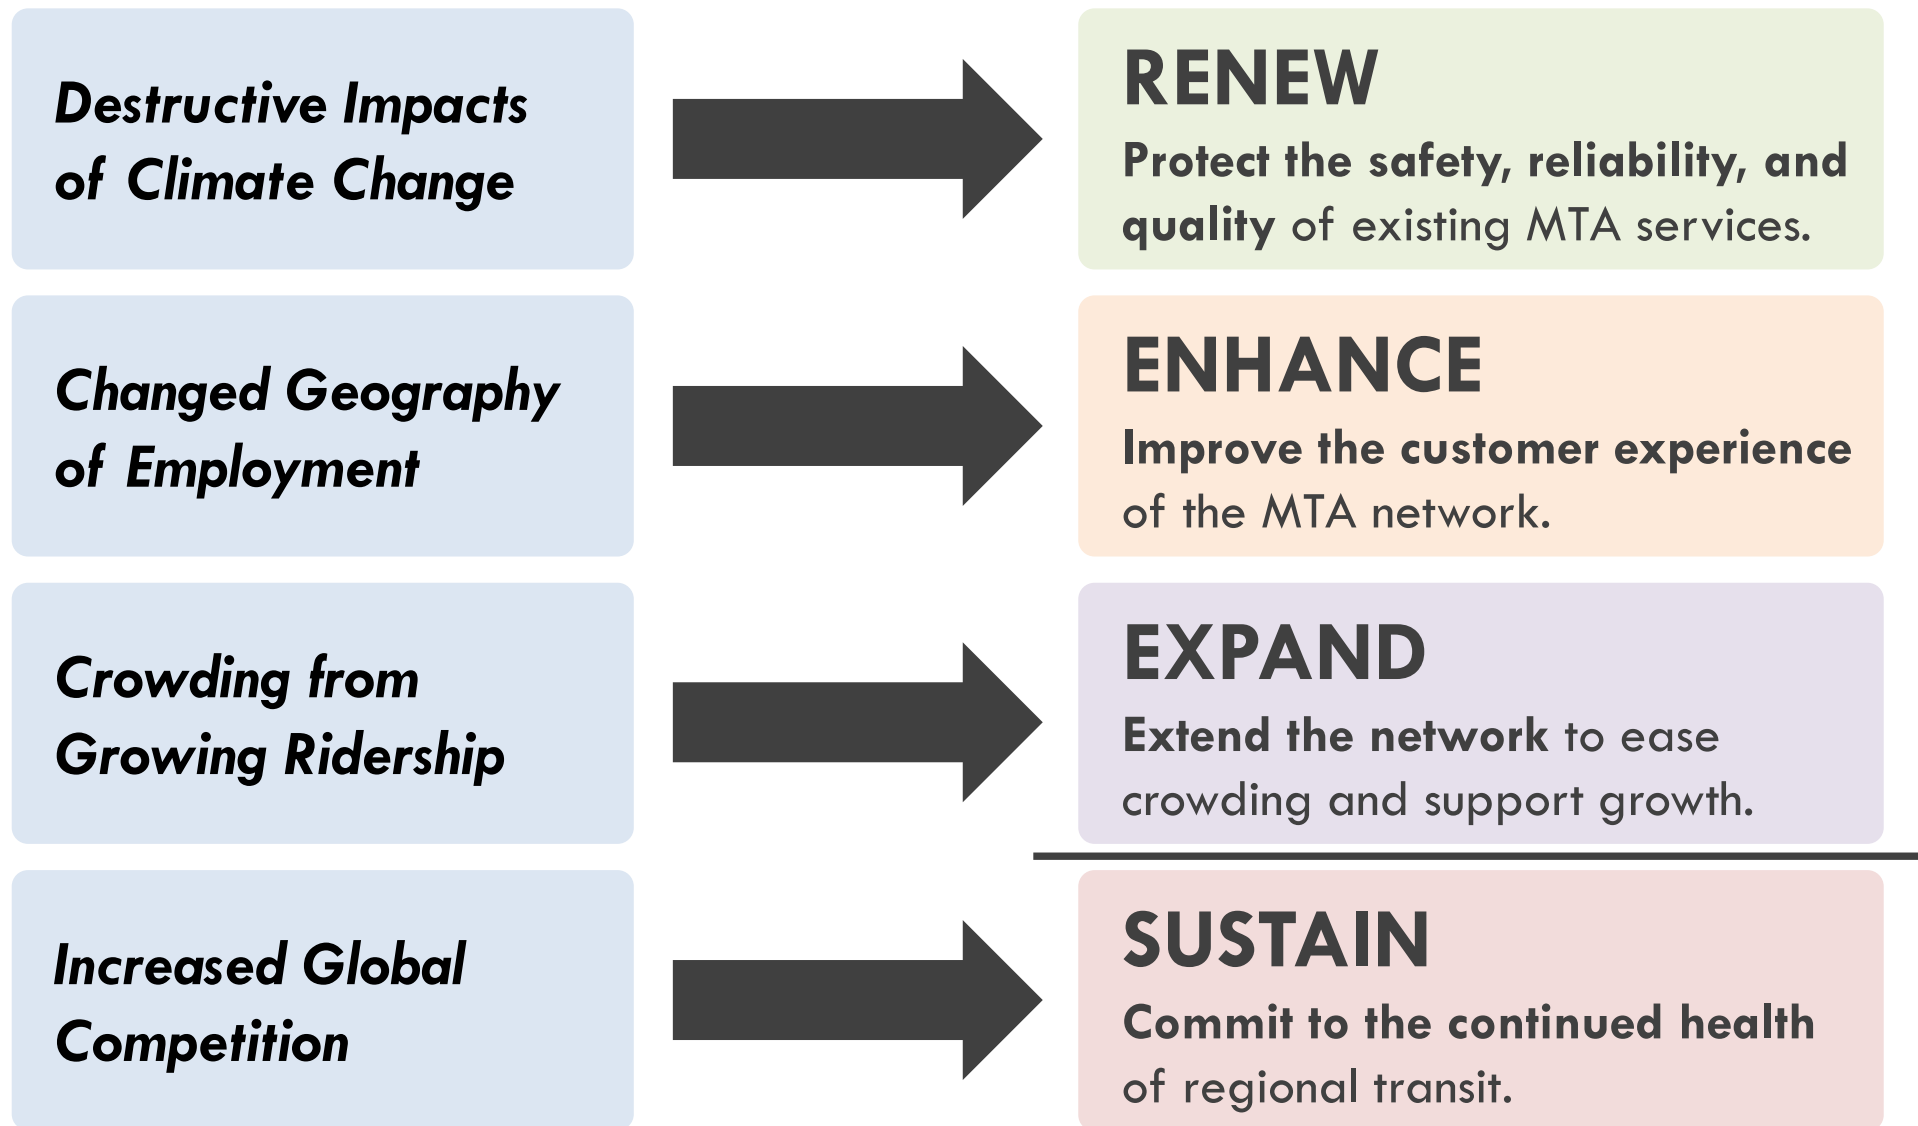 Destructive Impacts
of Climate Change
RENEW
Protect the safety, reliability, and
quality of existing MTA services.
Changed Geography
of Employment
ENHANCE
Improve the customer experience
of the MTA network.
Crowding from
Growing Ridership
EXPAND
Extend the network to ease
crowding and support growth.
Increased Global
Competition
SUSTAIN
Commit to the continued health
of regional transit.